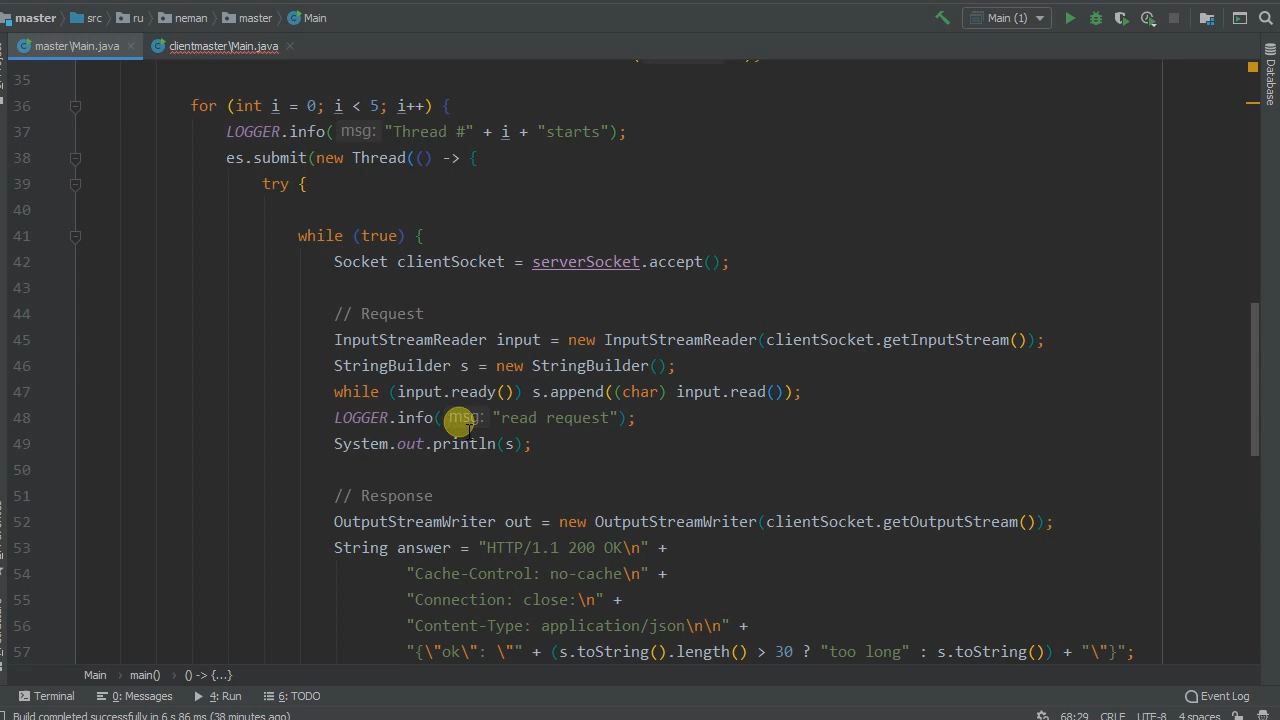 master src ru neman master Main Main (1)
master\Main.java clientmaster\Main.java
Database
35
36 for (int i = 0; i < 5; i++) {
37 LOGGER.info( msg: "Thread #" + i + "starts");
38 es.submit(new Thread(() -> {
39 try {
40
41 while (true) {
42 Socket clientSocket = serverSocket.accept();
43
44 // Request
45 InputStreamReader input = new InputStreamReader(clientSocket.getInputStream());
46 StringBuilder s = new StringBuilder();
47 while (input.ready()) s.append((char) input.read());
48 LOGGER.info( msg: "read request");
49 System.out.println(s);
50
51 // Response
52 OutputStreamWriter out = new OutputStreamWriter(clientSocket.getOutputStream());
53 String answer = "HTTP/1.1 200 OK\n" +
54 "Cache-Control: no-cache\n" +
55 "Connection: close:\n" +
56 "Content-Type: application/json\n\n" +
57 "{\"ok\": \"" + (s.toString().length() > 30 ? "too long" : s.toString()) + "\"}";
Main main() () -> {...}
Terminal 0: Messages 4: Run 6: TODO Event Log
Build completed successfully in 6 s 86 ms (38 minutes ago) 68:29 CRLF UTF-8 4 spaces